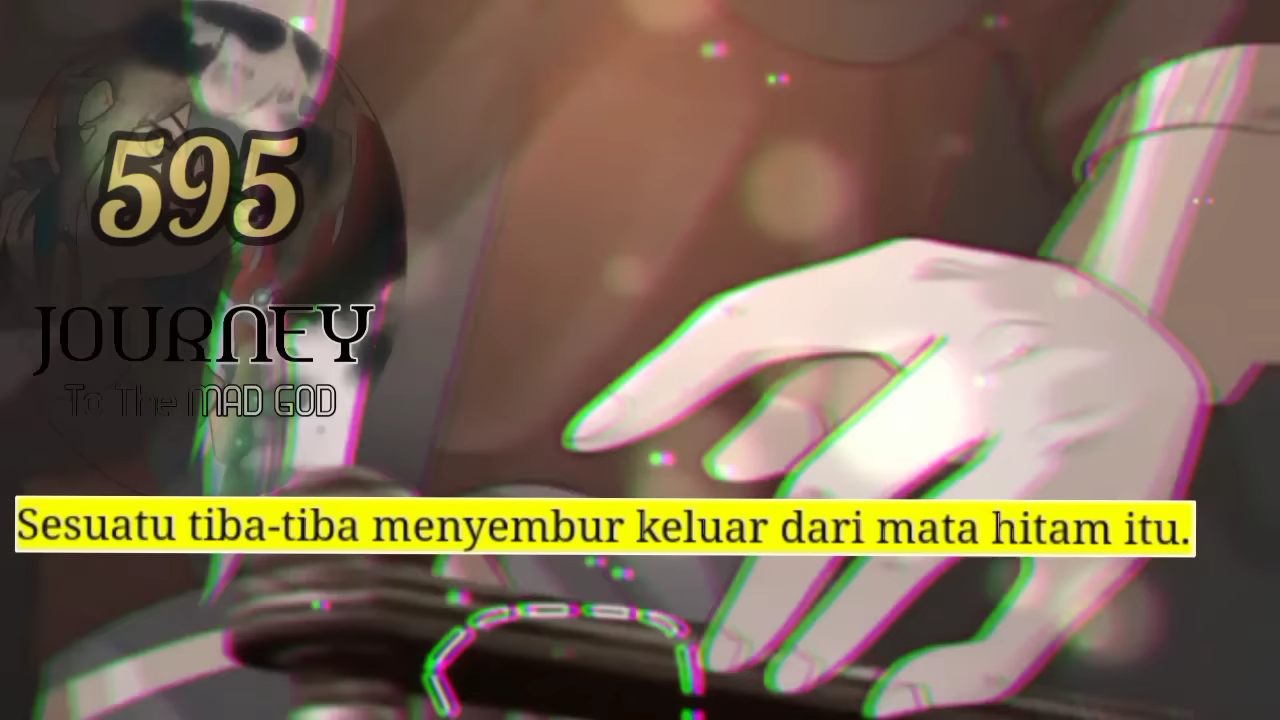 595
JOURNEY
To The MAD GOD
Sesuatu tiba-tiba menyembur keluar dari mata hitam itu.